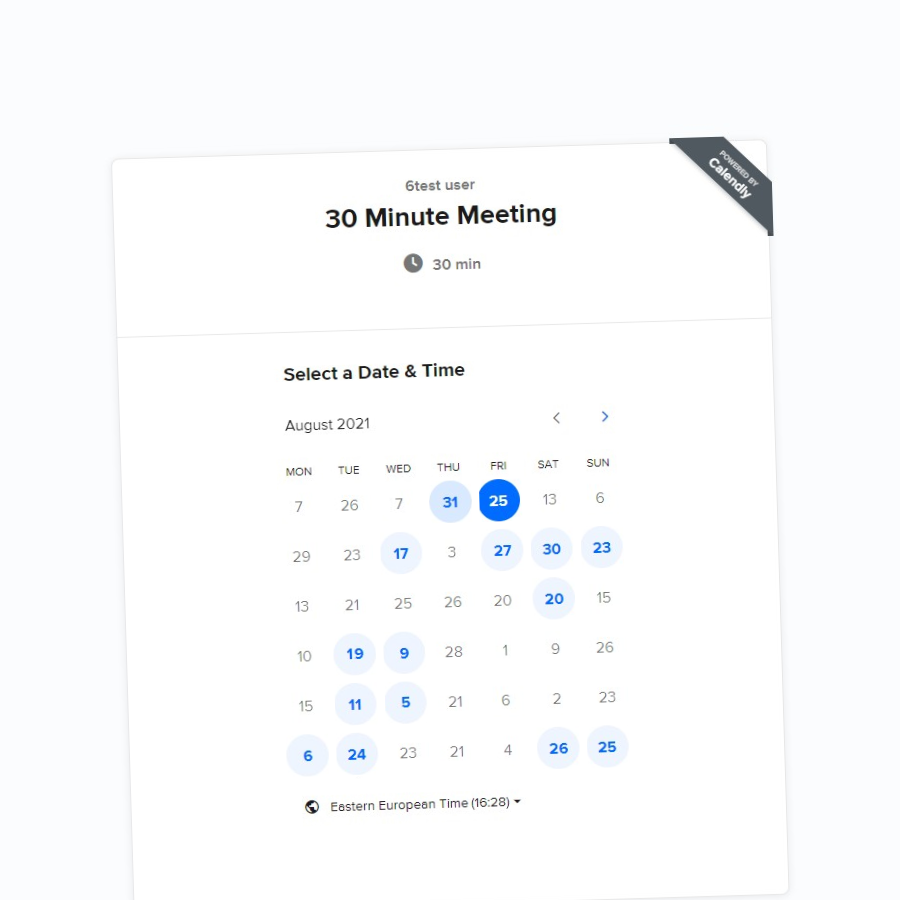 POWERED BY
Calendly
6test user
30 Minute Meeting
30 min
Select a Date & Time
August 2021
MON TUE WED THU FRI SAT SUN
7 26 7 31 25 13 6
29 23 17 3 27 30 23
13 21 25 26 20 20 15
10 19 9 28 1 9 26
15 11 5 21 6 2 23
6 24 23 21 4 26 25
Eastern European Time (16:28)